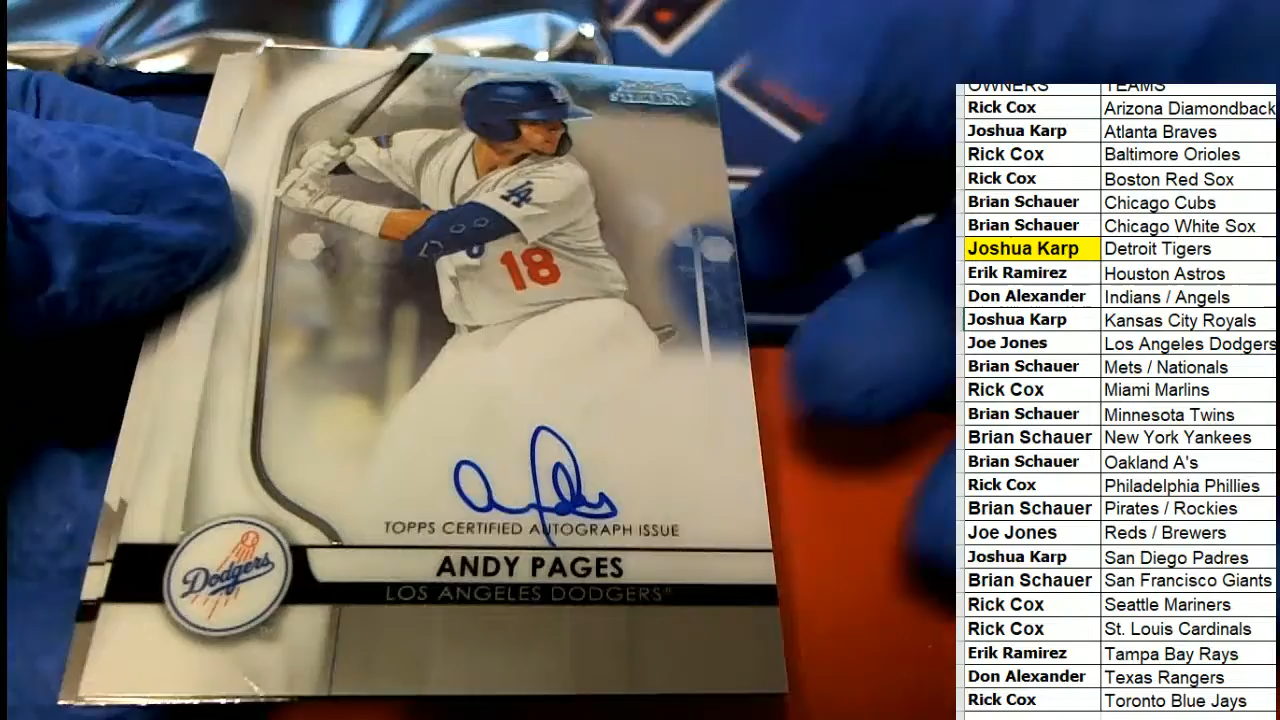 18
TOPPS CERTIFIED AUTOGRAPH ISSUE
ANDY PAGES
LOS ANGELES DODGERS
Dodgers
OWNERS TEAMS
Rick Cox Arizona Diamondback
Joshua Karp Atlanta Braves
Rick Cox Baltimore Orioles
Rick Cox Boston Red Sox
Brian Schauer Chicago Cubs
Brian Schauer Chicago White Sox
Joshua Karp Detroit Tigers
Erik Ramirez Houston Astros
Don Alexander Indians / Angels
Joshua Karp Kansas City Royals
Joe Jones Los Angeles Dodgers
Brian Schauer Mets / Nationals
Rick Cox Miami Marlins
Brian Schauer Minnesota Twins
Brian Schauer New York Yankees
Brian Schauer Oakland A's
Rick Cox Philadelphia Phillies
Brian Schauer Pirates / Rockies
Joe Jones Reds / Brewers
Joshua Karp San Diego Padres
Brian Schauer San Francisco Giants
Rick Cox Seattle Mariners
Rick Cox St. Louis Cardinals
Erik Ramirez Tampa Bay Rays
Don Alexander Texas Rangers
Rick Cox Toronto Blue Jays